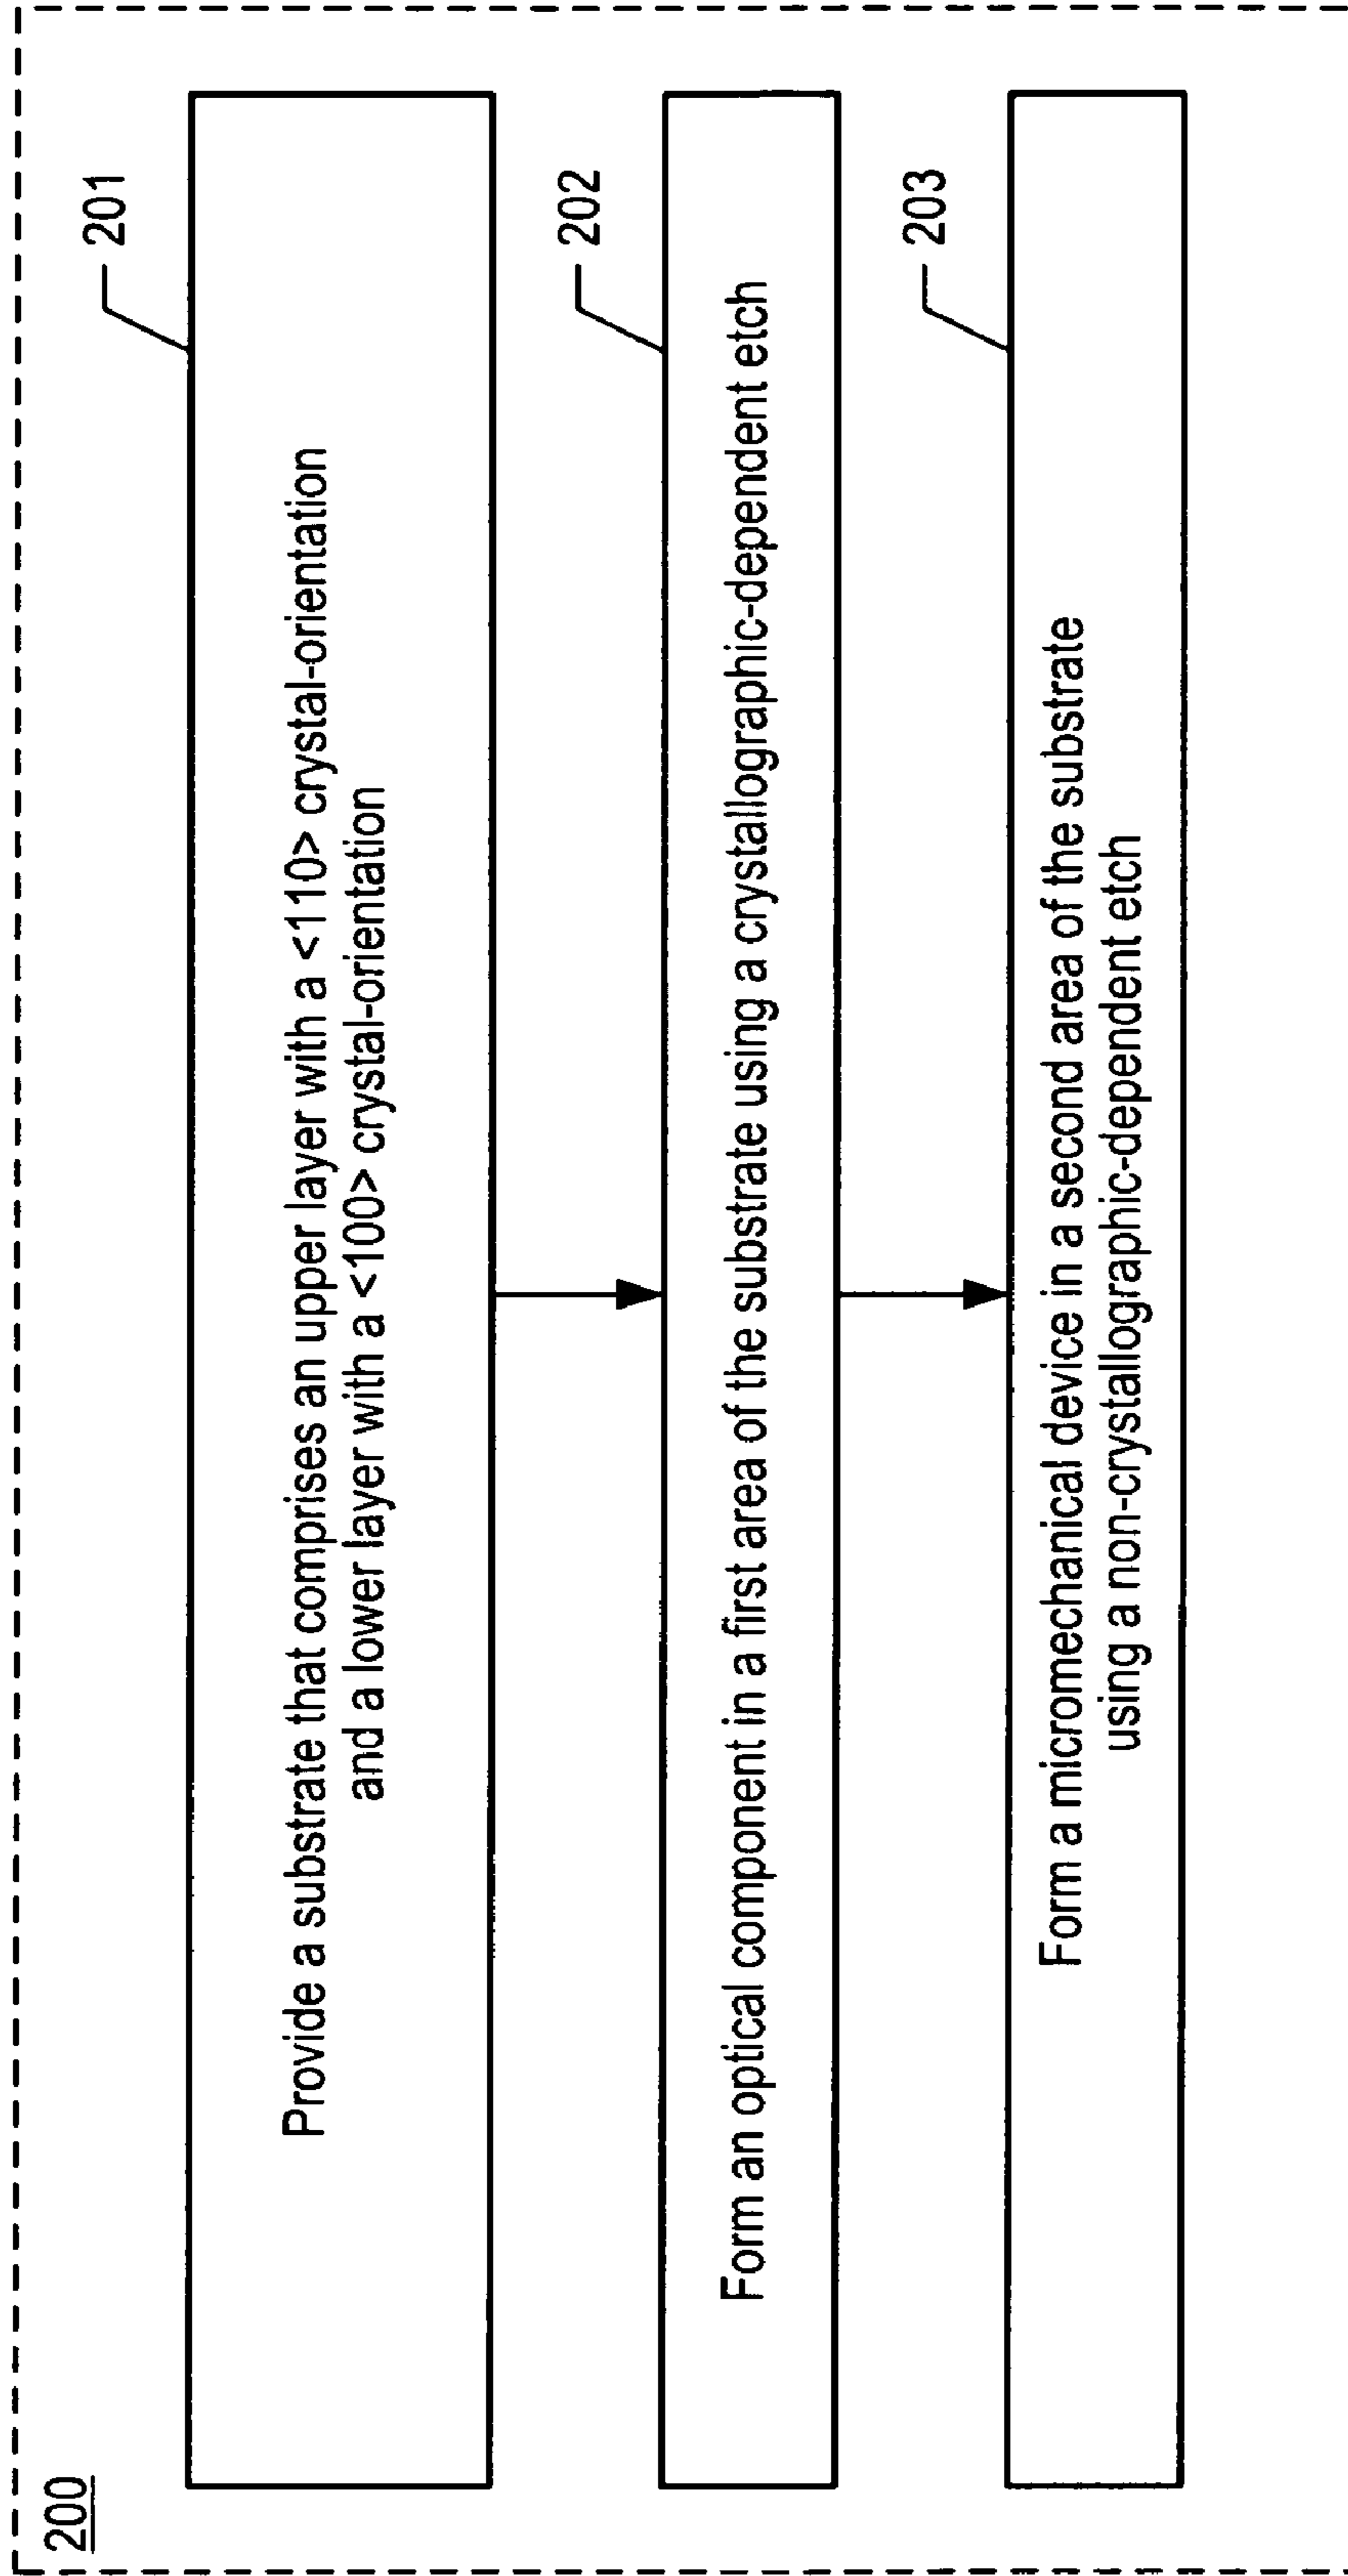 200
201
Provide a substrate that comprises an upper layer with a <110> crystal-orientation
and a lower layer with a <100> crystal-orientation
202
Form an optical component in a first area of the substrate using a crystallographic-dependent etch
203
Form a micromechanical device in a second area of the substrate
using a non-crystallographic-dependent etch